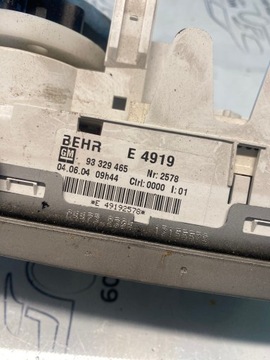 BEHR E 4919
GM 93 329 465 Nr: 2578
04.06.04 09h44 Ctrl: 0000 I: 01
*E 49192578*